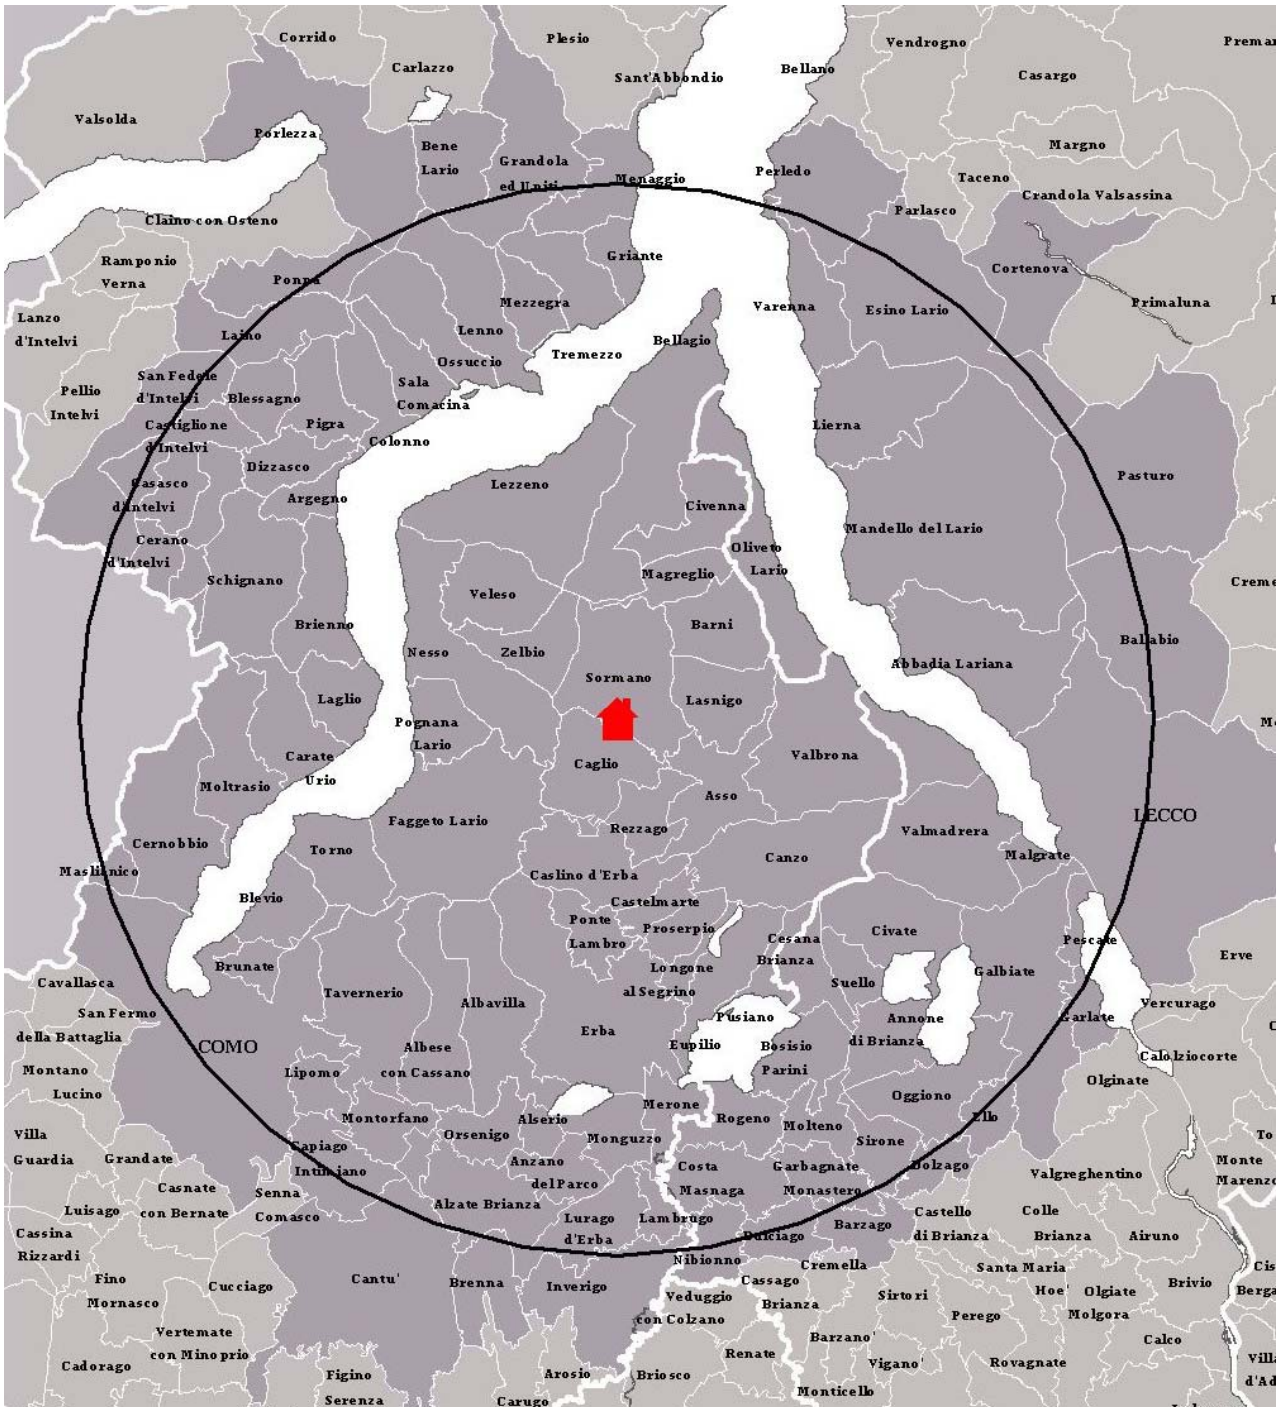 Corrido
Plesio
Vendrogno
Premar
Carlazzo
Sant'Abbondio
Bellano
Casargo
Valsolda
Porlezza
Bene
Lario
Grandola
ed Uniti
Menaggio
Perledo
Margno
Taceno
Crandola Valsassina
Parlasco
Claino con Osteno
Ramponio
Verna
Ponna
Griante
Cortenova
Mezzegra
Varenna
Esino Lario
Primaluna
Lanzo
d'Intelvi
Laino
Lenno
Bellagio
Tremezzo
Ossuccio
San Fedele
d'Intelvi
Blessagno
Sala
Comacina
Pellio
Intelvi
Castiglione
d'Intelvi
Pigra
Colonno
Lierna
Dizzasco
Casasco
d'Intelvi
Argegno
Lezzeno
Civenna
Pasturo
Mandello del Lario
Cerano
d'Intelvi
Oliveto
Lario
Schignano
Magreglio
Creme
Veleso
Brienno
Barni
Ballabio
Nesso
Zelbio
Abbadia Lariana
Sormano
Laglio
Lasnigo
Pognana
Lario
Valbrona
Carate
Urio
Caglio
Moltrasio
Asso
LECCO
Faggeto Lario
Rezzago
Valmadrera
Cernobbio
Torno
Malgrate
Canzo
Maslianico
Caslino d'Erba
Blevio
Castelmarte
Ponte
Lambro
Proserpio
Cesana
Brianza
Civate
Pescate
Brunate
Longone
al Segrino
Suello
Galbiate
Erve
Cavallasca
Tavernerio
Albavilla
Vercurago
San Fermo
della Battaglia
Pusiano
Annone
di Brianza
Garlate
COMO
Erba
Eupilio
Bosisio
Parini
Albese
con Cassano
Calolziocorte
Montano
Lucino
Lipomo
Olginate
Oggiono
Merone
Montorfano
Alserio
Rogeno
Molteno
Ello
Villa
Guardia
Orsenigo
Monguzzo
Sirone
To
Capiago
Intimiano
Grandate
Anzano
del Parco
Costa
Masnaga
Garbagnate
Monastero
Dolzago
Valgreghentino
Monte
Marenzo
Casnate
con Bernate
Senna
Comasco
Alzate Brianza
Luisago
Lurago
d'Erba
Lambrugo
Barzago
Castello
di Brianza
Colle
Brianza
Airuno
Cassina
Rizzardi
Bulciago
Nibionno
Cremella
Santa Maria
Hoe'
Cis
Berga
Fino
Mornasco
Cucciago
Cantu'
Brenna
Inverigo
Cassago
Brianza
Veduggio
con Colzano
Sirtori
Olgiate
Molgora
Brivio
Perego
Vertemate
con Minoprio
Barzano'
Calco
Cadorago
Renate
Vigano'
Rovagnate
Villa
d'Ad
Figino
Serenza
Arosio
Briosco
Monticello
Carugo